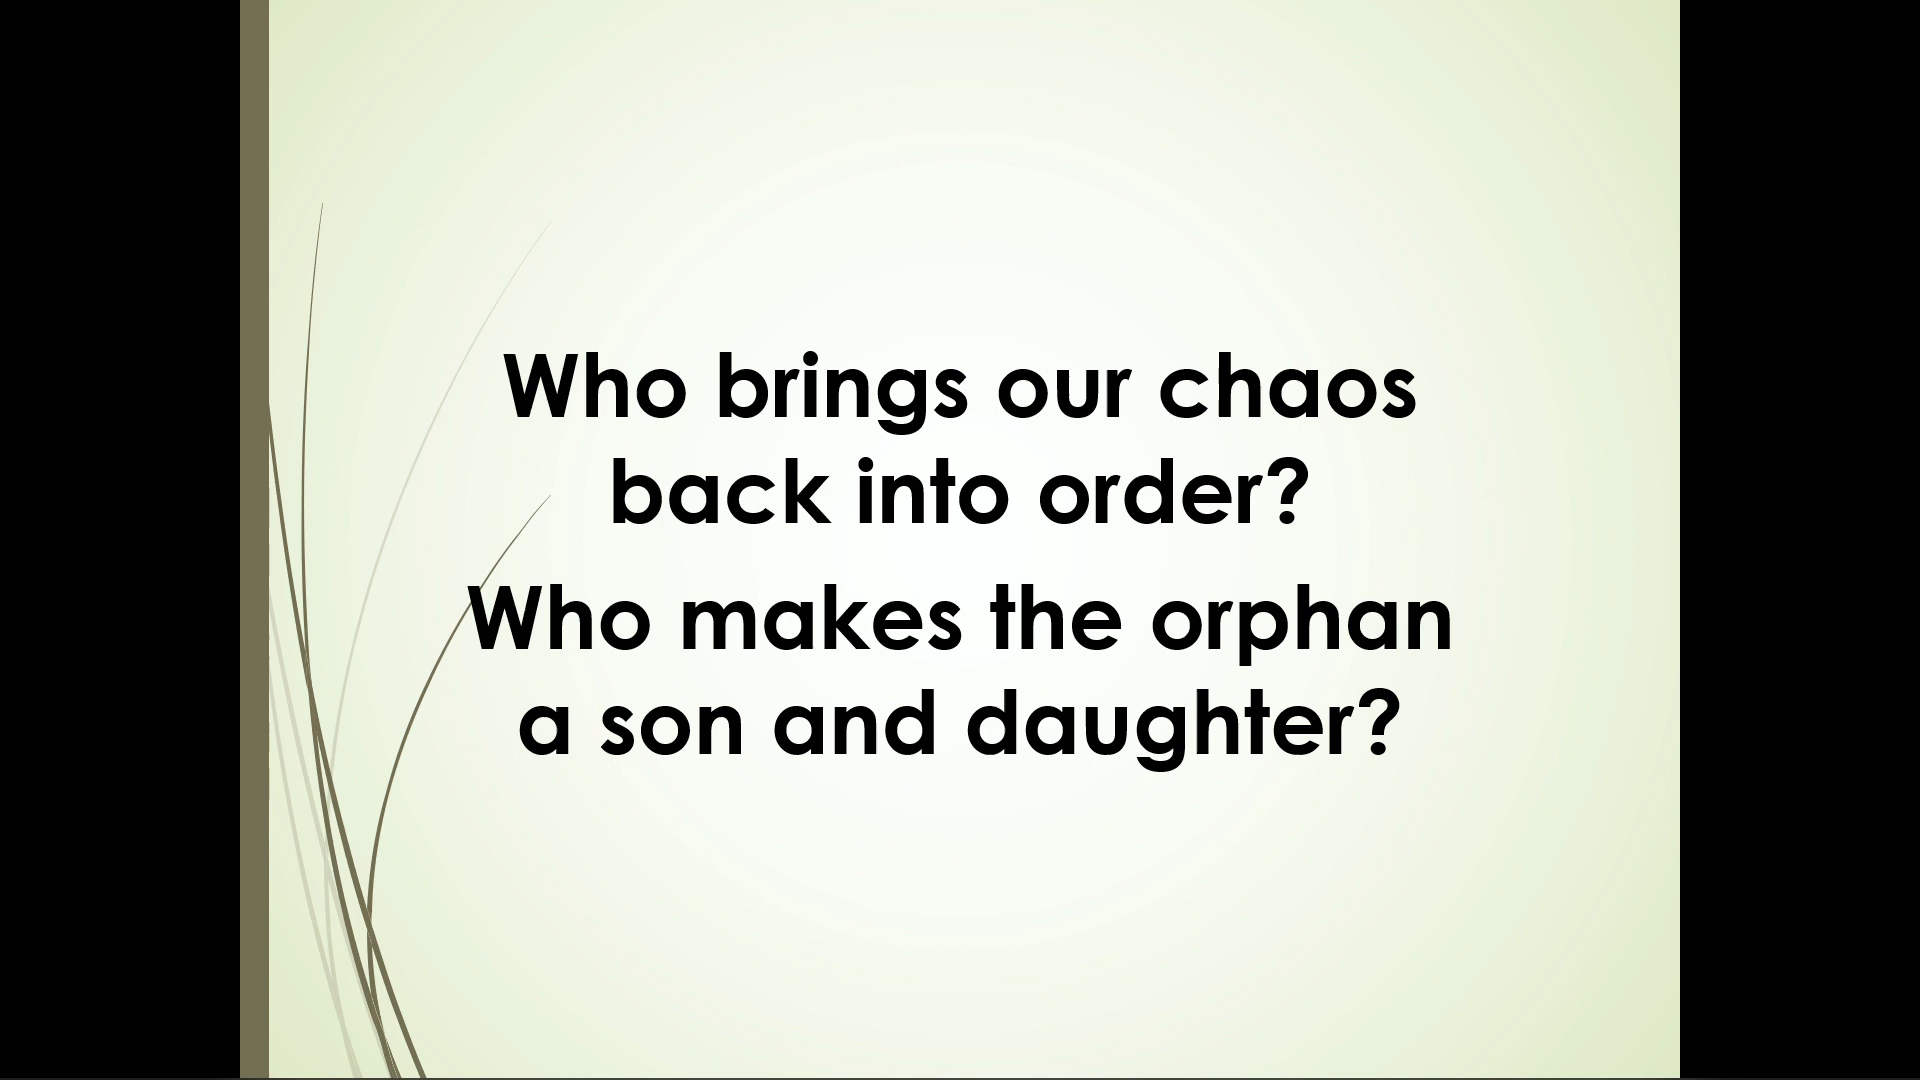 Who brings our chaos
back into order?
Who makes the orphan
a son and daughter?